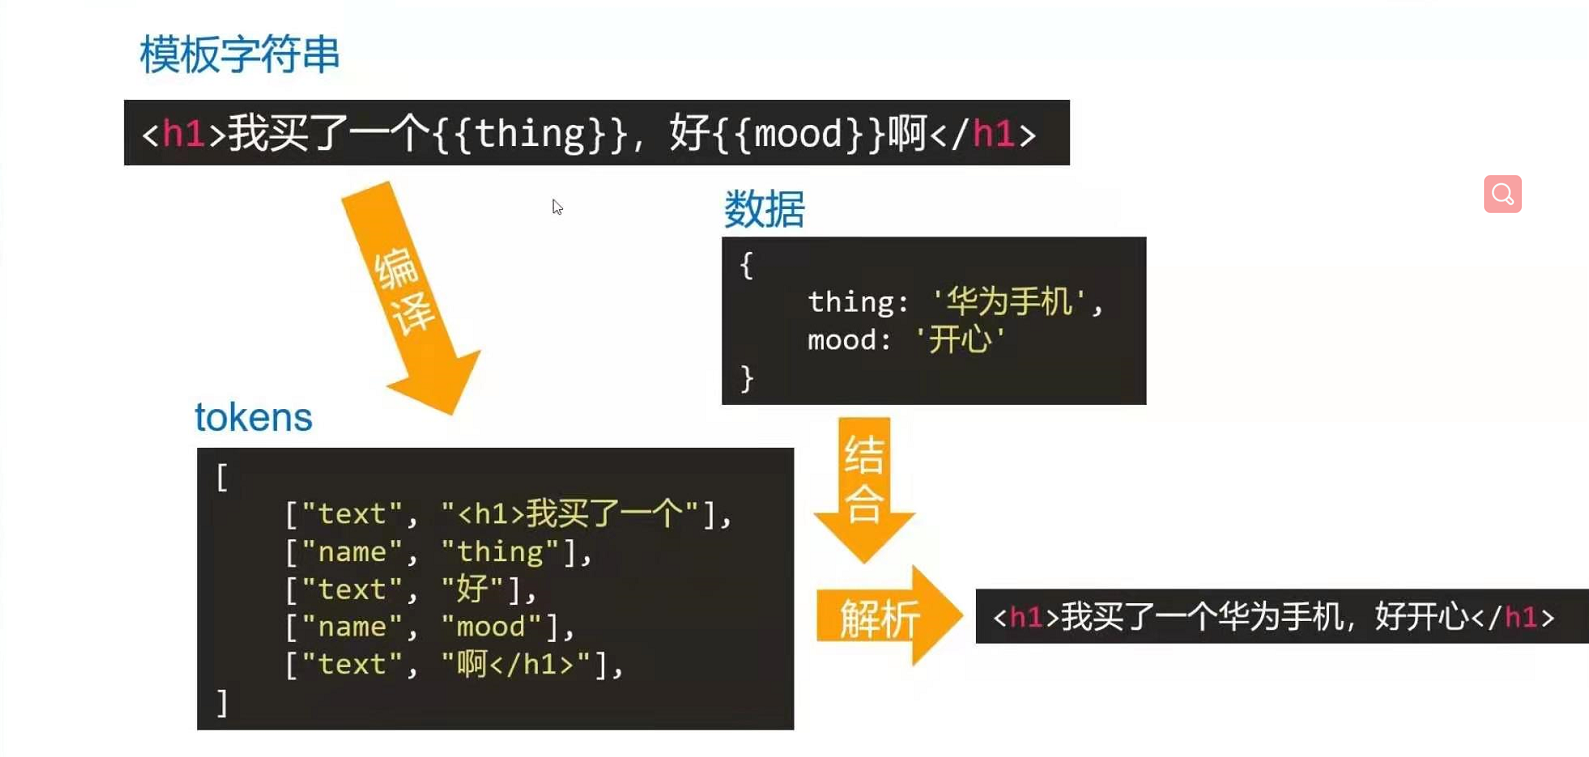 模板字符串
<h1>我买了一个{{thing}}，好{{mood}}啊</h1>
编译
数据
{
thing: '华为手机',
mood: '开心'
}
tokens
[
["text", "<h1>我买了一个"],
["name", "thing"],
["text", "好"],
["name", "mood"],
["text", "啊</h1>"],
]
结合
解析
<h1>我买了一个华为手机，好开心</h1>